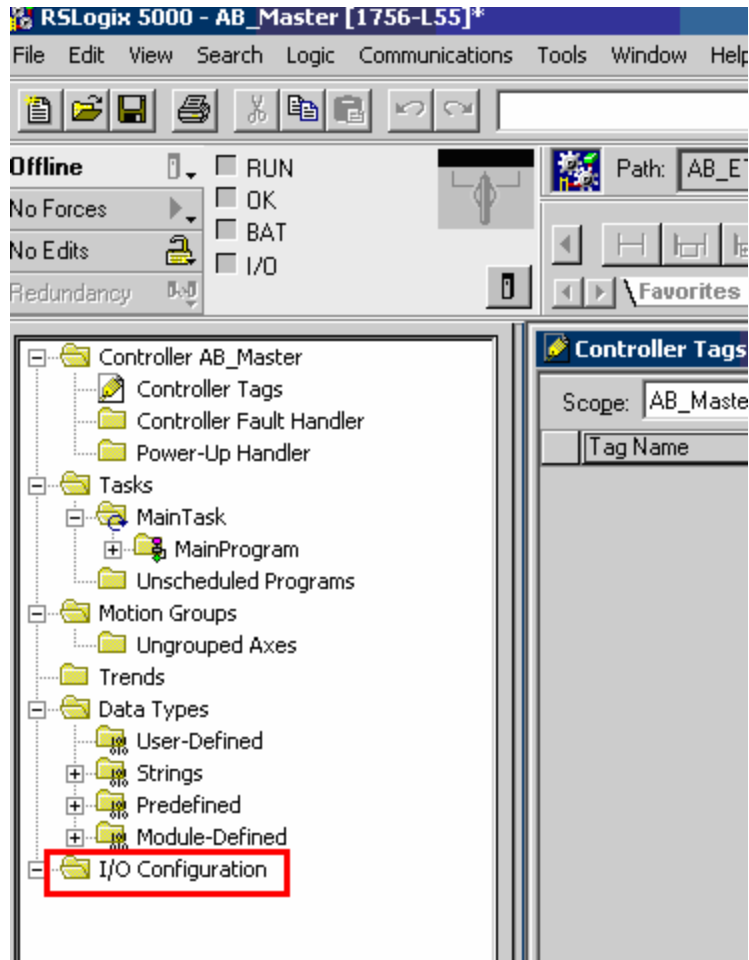 RSLogix 5000 - AB_Master [1756-L55]*
File Edit View Search Logic Communications Tools Window Help
Offline
RUN
No Forces
OK
No Edits
BAT
Redundancy
I/O
Path: AB_ET
Favorites
Controller AB_Master
Controller Tags
Controller Fault Handler
Power-Up Handler
Tasks
MainTask
MainProgram
Unscheduled Programs
Motion Groups
Ungrouped Axes
Trends
Data Types
User-Defined
Strings
Predefined
Module-Defined
I/O Configuration
Controller Tags
Scope: AB_Maste
Tag Name